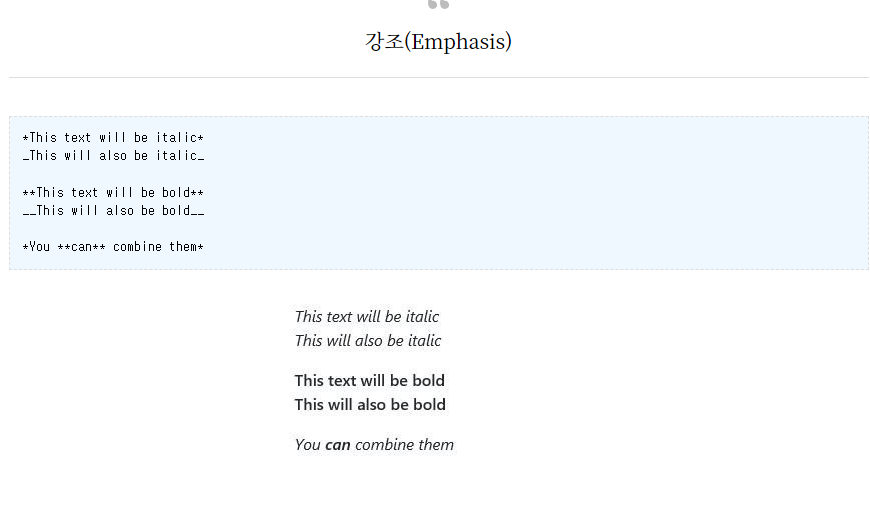 강조(Emphasis)
*This text will be italic*
_This will also be italic_
**This text will be bold**
__This will also be bold__
*You **can** combine them*
This text will be italic
This will also be italic
This text will be bold
This will also be bold
You can combine them